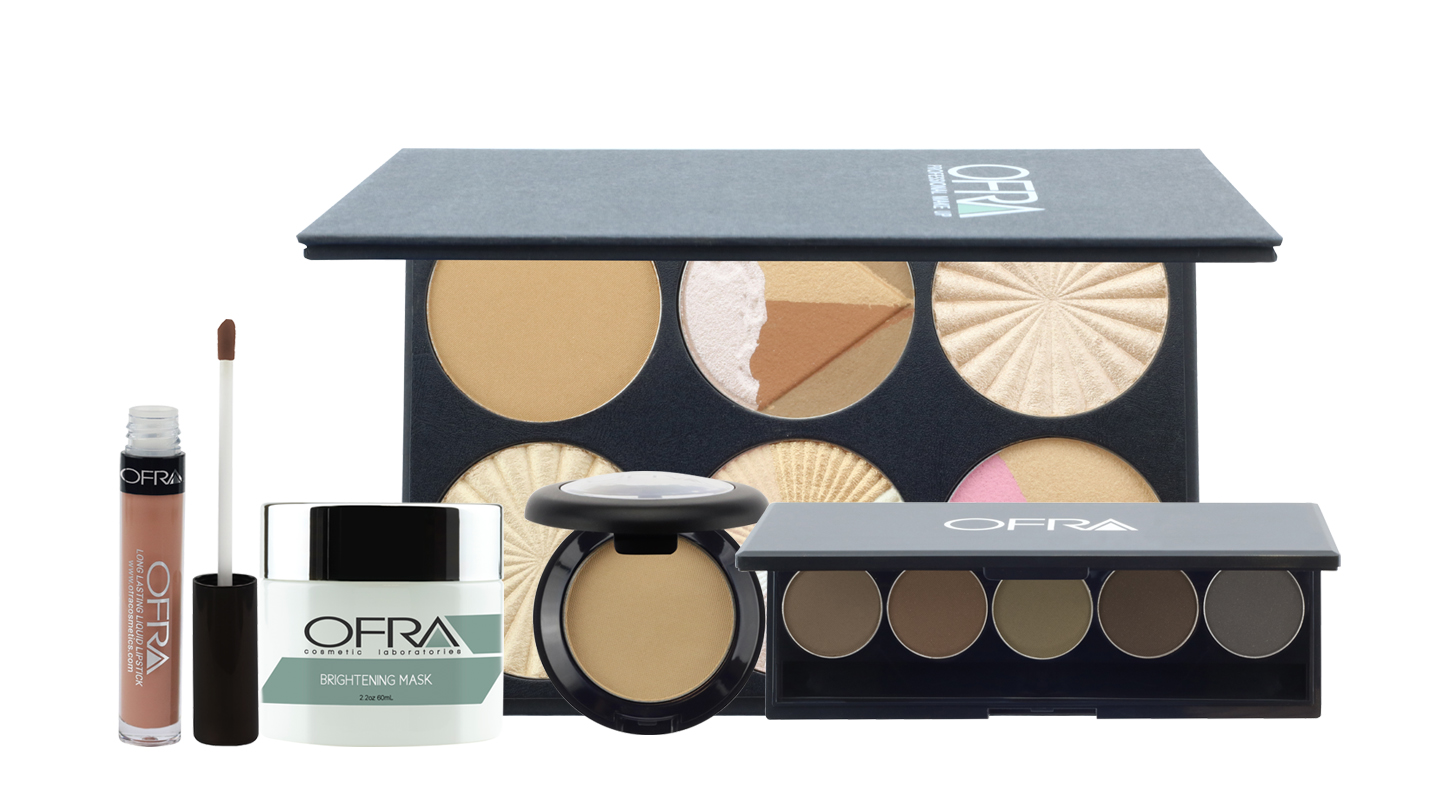 OFRA
PROFESSIONAL MAKE UP
OFRA
OFRA
LONG LASTING LIQUID LIPSTICK
www.ofracosmetics.com
OFRA
cosmetic laboratories
BRIGHTENING MASK
2.2oz 60mL
OFRA